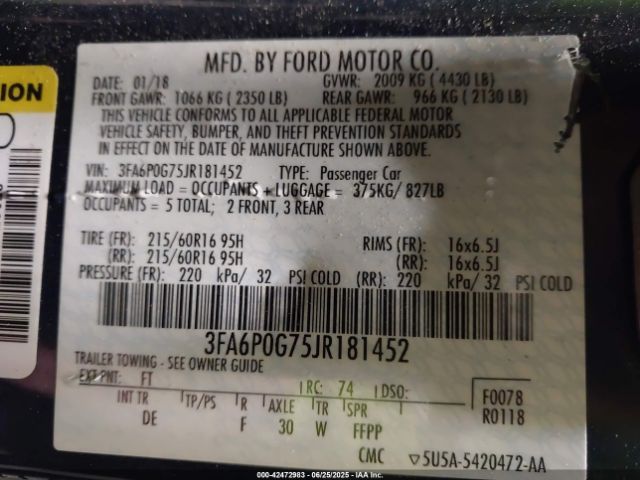 MFD. BY FORD MOTOR CO.
DATE: 01/18 GVWR: 2009 KG (4430 LB)
FRONT GAWR: 1066 KG (2350 LB) REAR GAWR: 966 KG (2130 LB)
THIS VEHICLE CONFORMS TO ALL APPLICABLE FEDERAL MOTOR
VEHICLE SAFETY, BUMPER, AND THEFT PREVENTION STANDARDS
IN EFFECT ON THE DATE OF MANUFACTURE SHOWN ABOVE.
VIN: 3FA6P0G75JR181452 TYPE: Passenger Car
MAXIMUM LOAD = OCCUPANTS + LUGGAGE = 375KG/ 827LB
OCCUPANTS = 5 TOTAL; 2 FRONT, 3 REAR
TIRE (FR): 215/60R16 95H RIMS (FR): 16x6.5J
(RR): 215/60R16 95H (RR): 16x6.5J
PRESSURE (FR): 220 kPa/ 32 PSI COLD (RR): 220 kPa/ 32 PSI COLD
3FA6P0G75JR181452
TRAILER TOWING - SEE OWNER GUIDE
EXT PNT: FT RC: 74 DSO: F0078
INT TR TP/PS R AXLE TR SPR R0118
DE F 30 W FFPP
CMC ▽5U5A-5420472-AA
ION
© 42472983 / 06/25/2025 / IAA Inc.